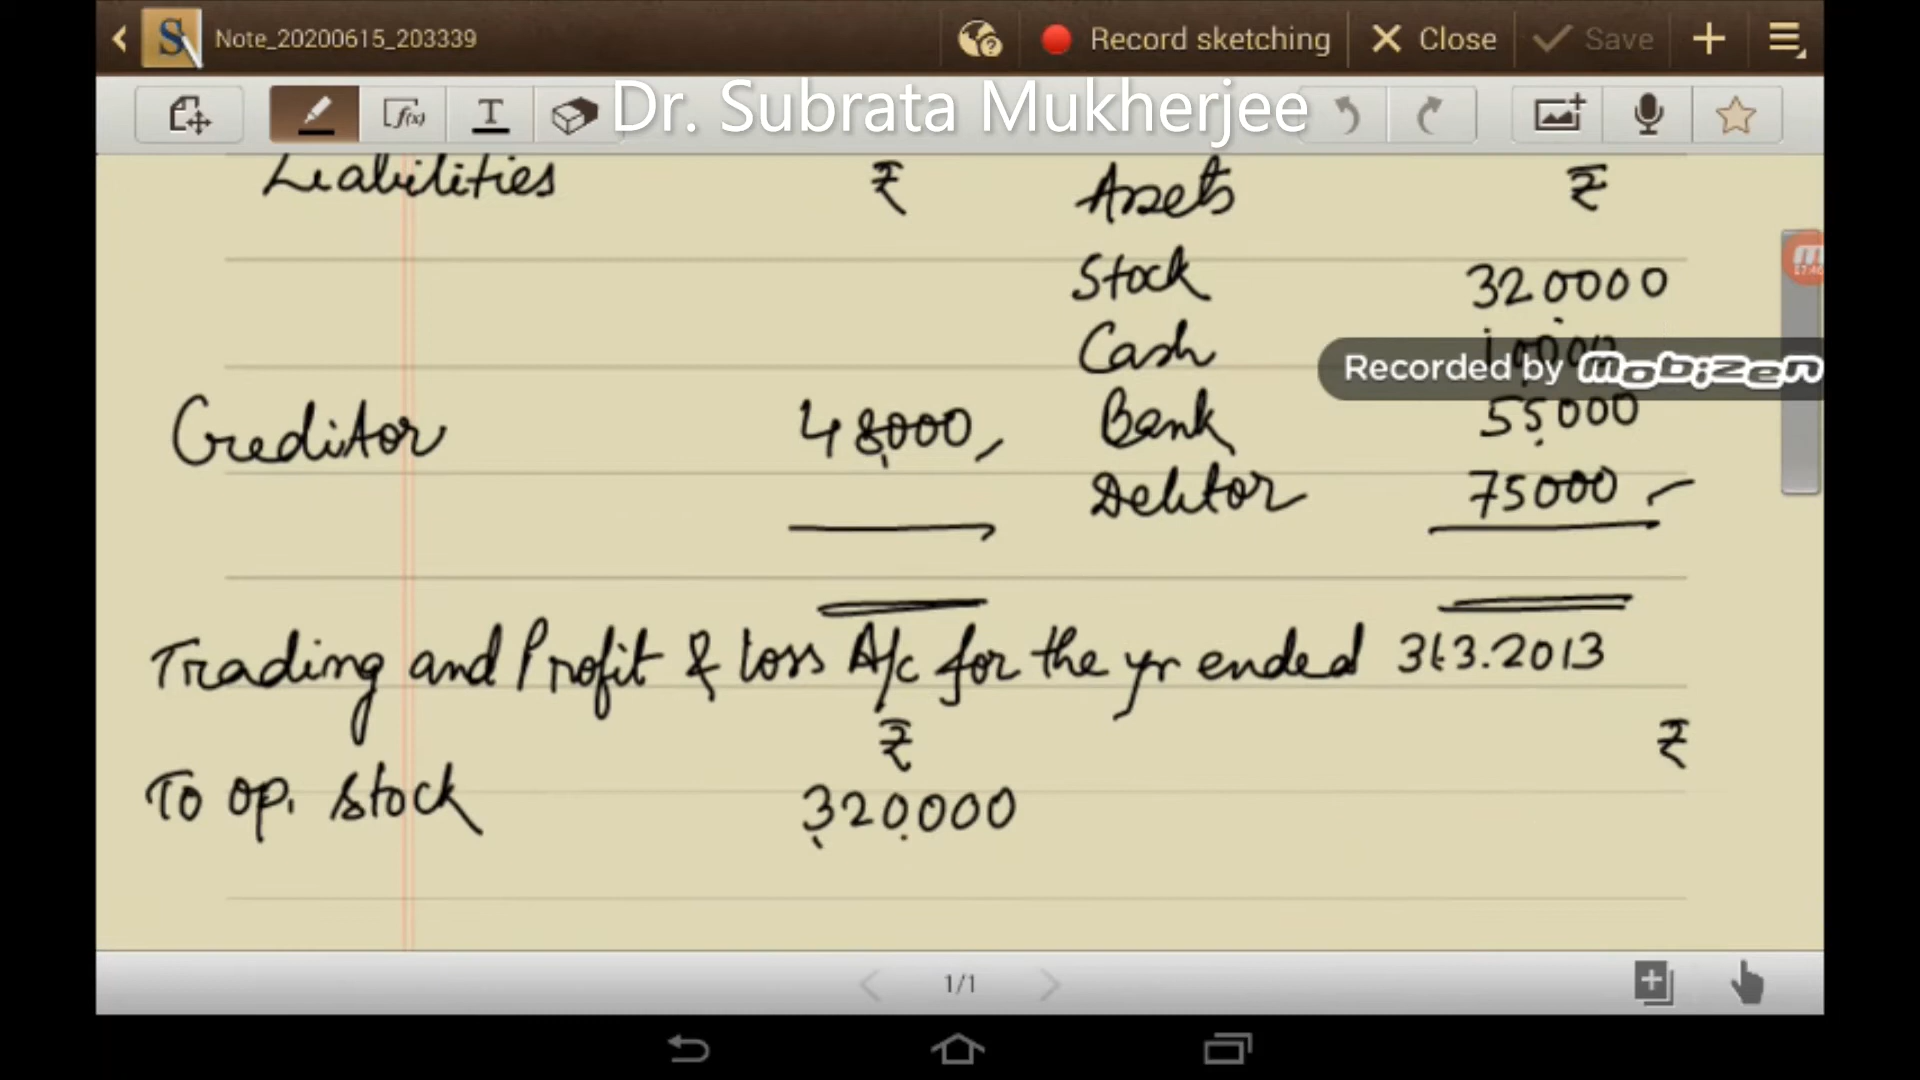 Note_20200615_203339 Record sketching Close Save
Dr. Subrata Mukherjee
Liabilities ₹ Assets ₹
Stock 320000
Cash
Recorded by mobizen
Creditor 48000 Bank 55000
Debtor 75000
Trading and Profit & loss A/c for the yr ended 31.3.2013
₹ ₹
To op. stock 320000
1/1